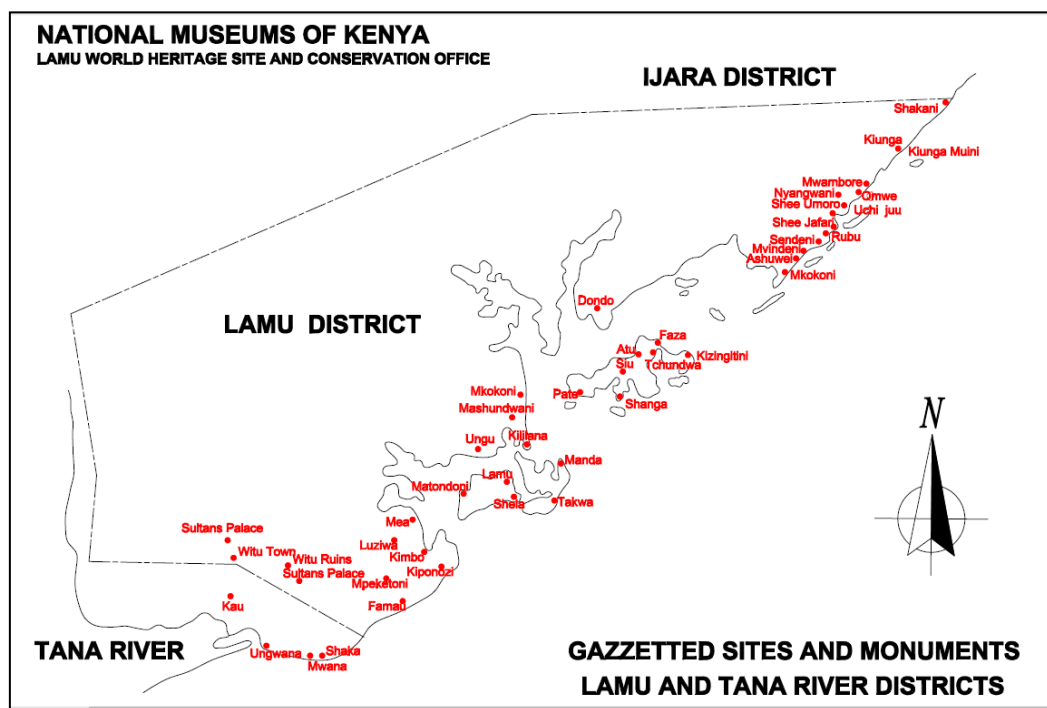 NATIONAL MUSEUMS OF KENYA
LAMU WORLD HERITAGE SITE AND CONSERVATION OFFICE
IJARA DISTRICT
Shakani
Kiunga
Kiunga Muini
Mwambore
Nyangwani
Omwe
Shee Umoro
Uchi juu
Shee Jafari
Rubu
Sendeni
Mvindeni
Ashuwei
Mkokoni
Dondo
LAMU DISTRICT
Faza
Atu
Tchundwa
Kizingitini
Siu
Pate
Shanga
Mkokoni
Mashundwani
Ungu
Kililana
Manda
Lamu
Matondoni
Shela
Takwa
N
Mea
Sultans Palace
Luziwa
Witu Town
Kimbo
Witu Ruins
Kiponozi
Sultans Palace
Mpeketoni
Kau
Famau
TANA RIVER
Ungwana
Shaka
Mwana
GAZZETTED SITES AND MONUMENTS
LAMU AND TANA RIVER DISTRICTS